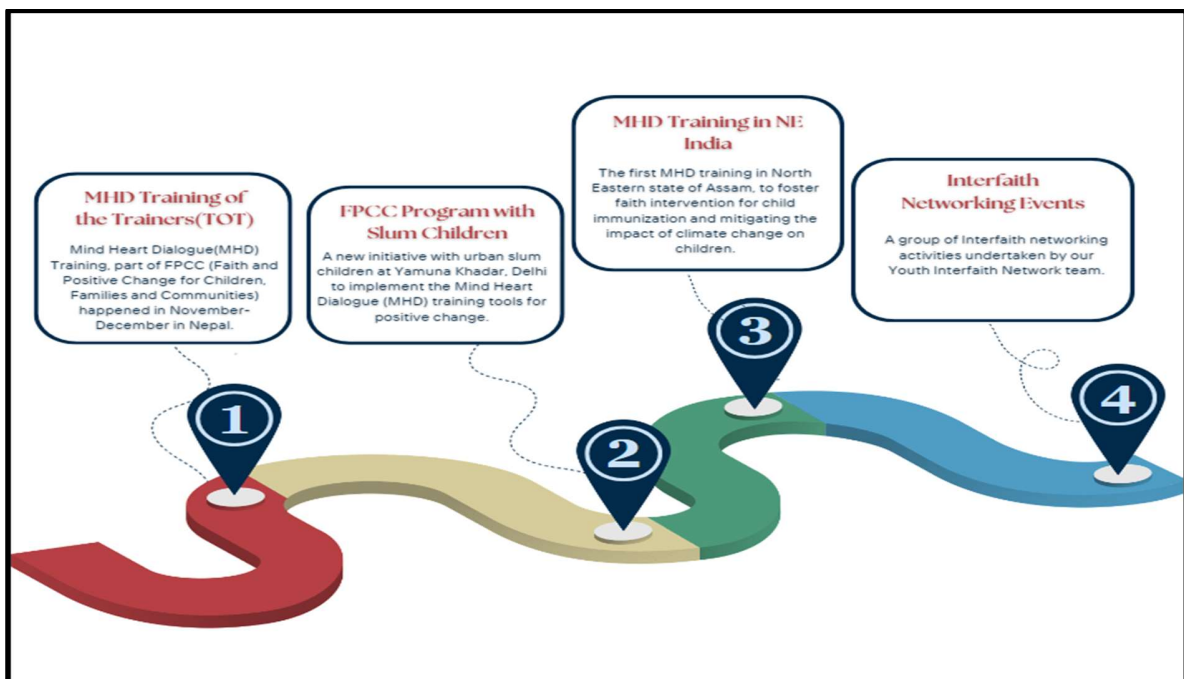 MHD Training of
the Trainers(TOT)
Mind Heart Dialogue(MHD)
Training, part of FPCC (Faith and
Positive Change for Children,
Families and Communities)
happened in November-
December in Nepal.
1
FPCC Program with
Slum Children
A new initiative with urban slum
children at Yamuna Khadar, Delhi
to implement the Mind Heart
Dialogue (MHD) training tools for
positive change.
2
MHD Training in NE
India
The first MHD training in North
Eastern state of Assam, to foster
faith intervention for child
immunization and mitigating the
impact of climate change on
children.
3
Interfaith
Networking Events
A group of Interfaith networking
activities undertaken by our
Youth Interfaith Network team.
4